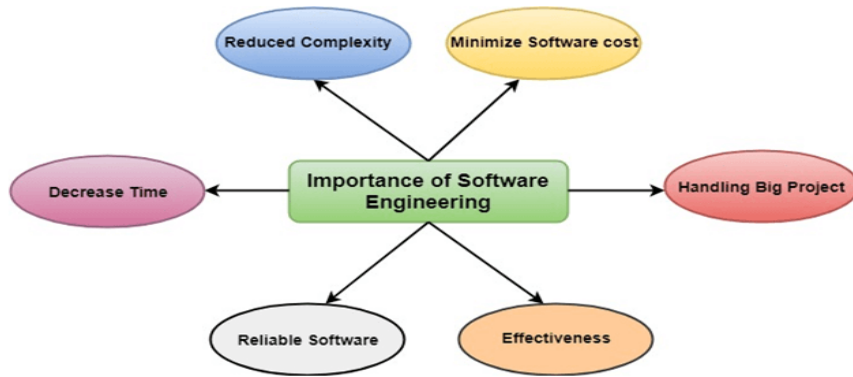 Reduced Complexity
Minimize Software cost
Decrease Time
Importance of Software
Engineering
Handling Big Project
Reliable Software
Effectiveness